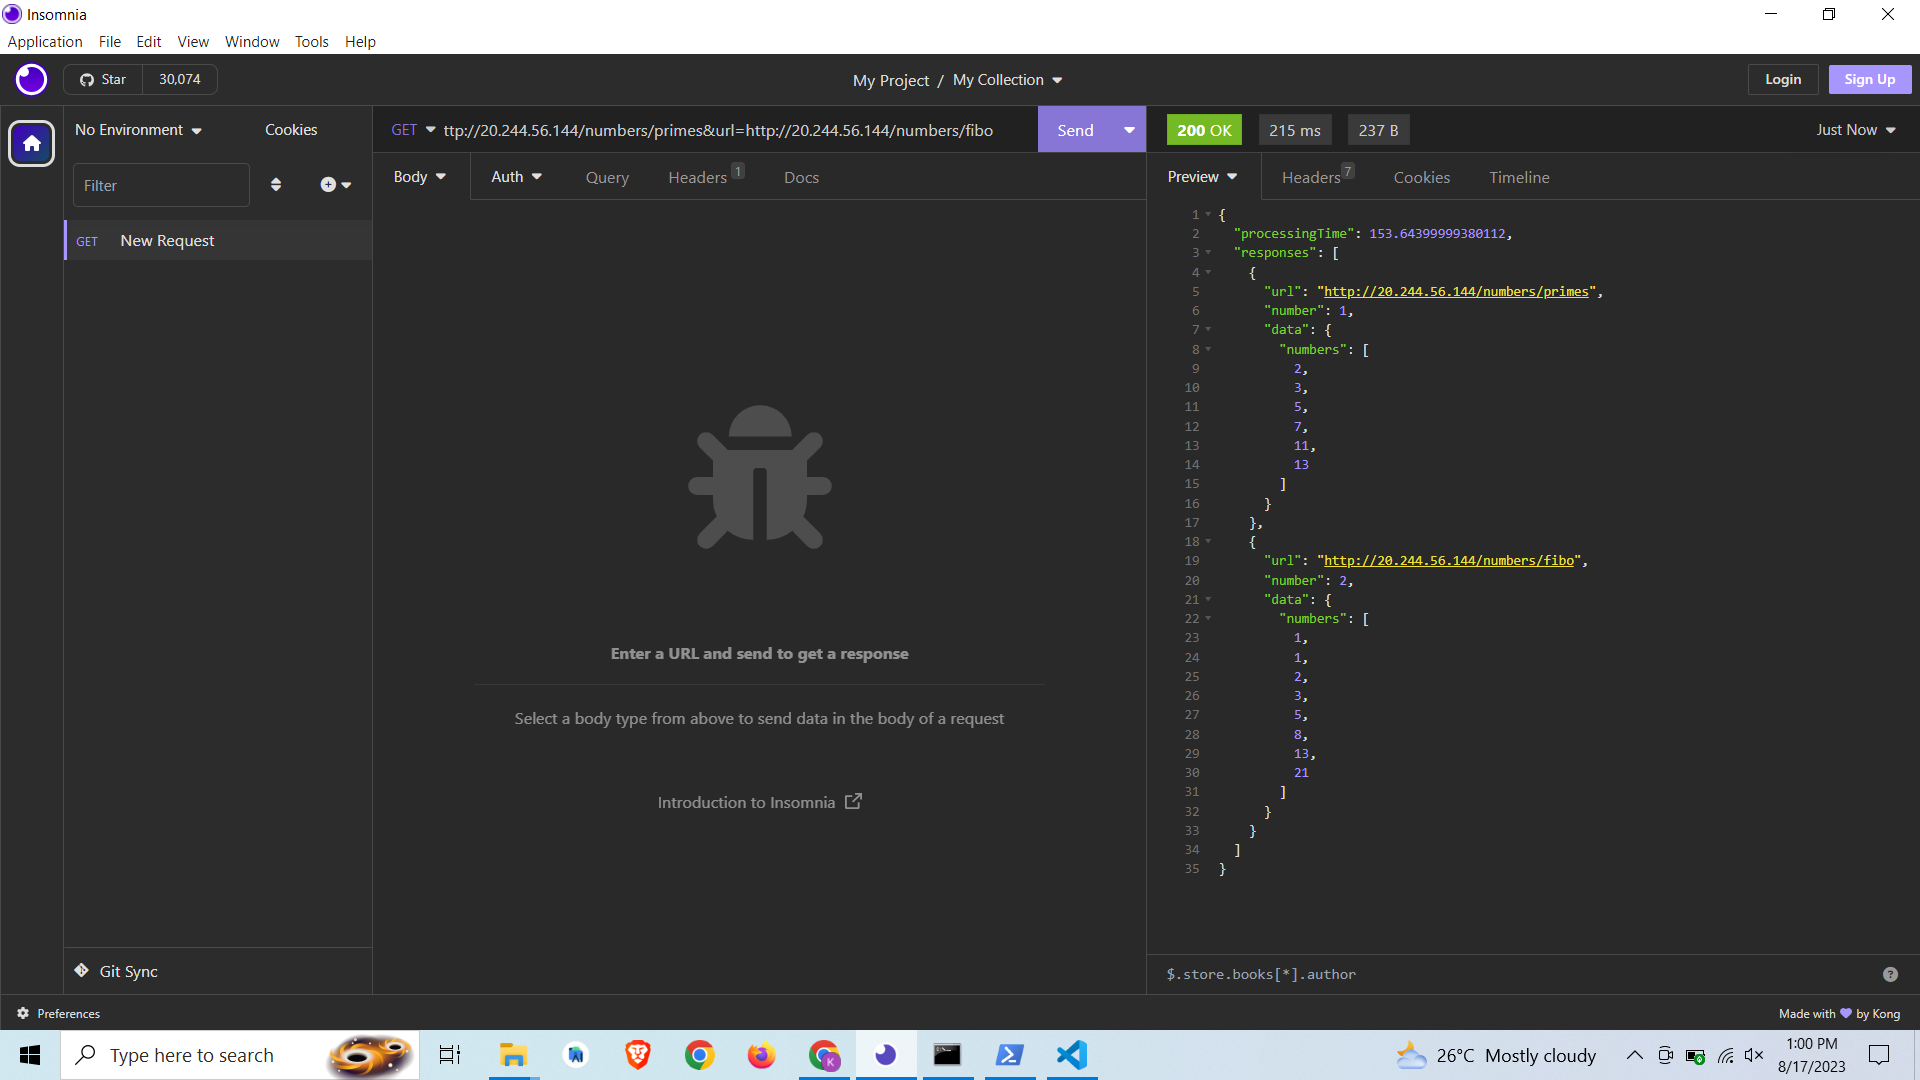 Insomnia
Application File Edit View Window Tools Help
Star 30,074
My Project / My Collection
Login Sign Up
No Environment Cookies
Filter
GET New Request
Git Sync
GET ttp://20.244.56.144/numbers/primes&url=http://20.244.56.144/numbers/fibo Send
Body Auth Query Headers 1 Docs
Enter a URL and send to get a response
Select a body type from above to send data in the body of a request
Introduction to Insomnia
200 OK 215 ms 237 B Just Now
Preview Headers 7 Cookies Timeline
1 {
2 "processingTime": 153.64399999380112,
3 "responses": [
4 {
5 "url": "http://20.244.56.144/numbers/primes",
6 "number": 1,
7 "data": {
8 "numbers": [
9 2,
10 3,
11 5,
12 7,
13 11,
14 13
15 ]
16 }
17 },
18 {
19 "url": "http://20.244.56.144/numbers/fibo",
20 "number": 2,
21 "data": {
22 "numbers": [
23 1,
24 1,
25 2,
26 3,
27 5,
28 8,
29 13,
30 21
31 ]
32 }
33 }
34 ]
35 }
$.store.books[*].author ?
Preferences
Made with by Kong
Type here to search
K
26°C Mostly cloudy
1:00 PM
8/17/2023